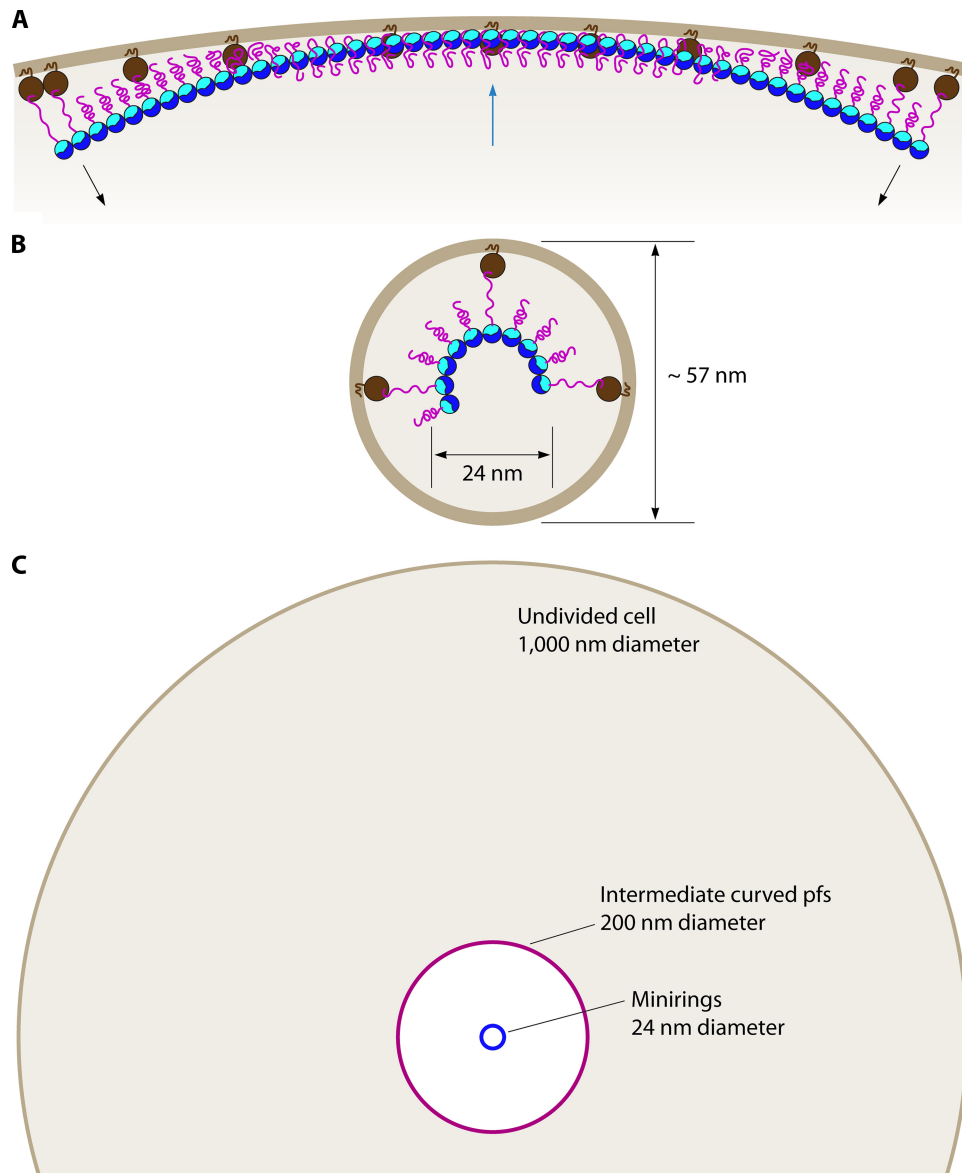 A
B
~ 57 nm
24 nm
C
Undivided cell
1,000 nm diameter
Intermediate curved pfs
200 nm diameter
Minirings
24 nm diameter